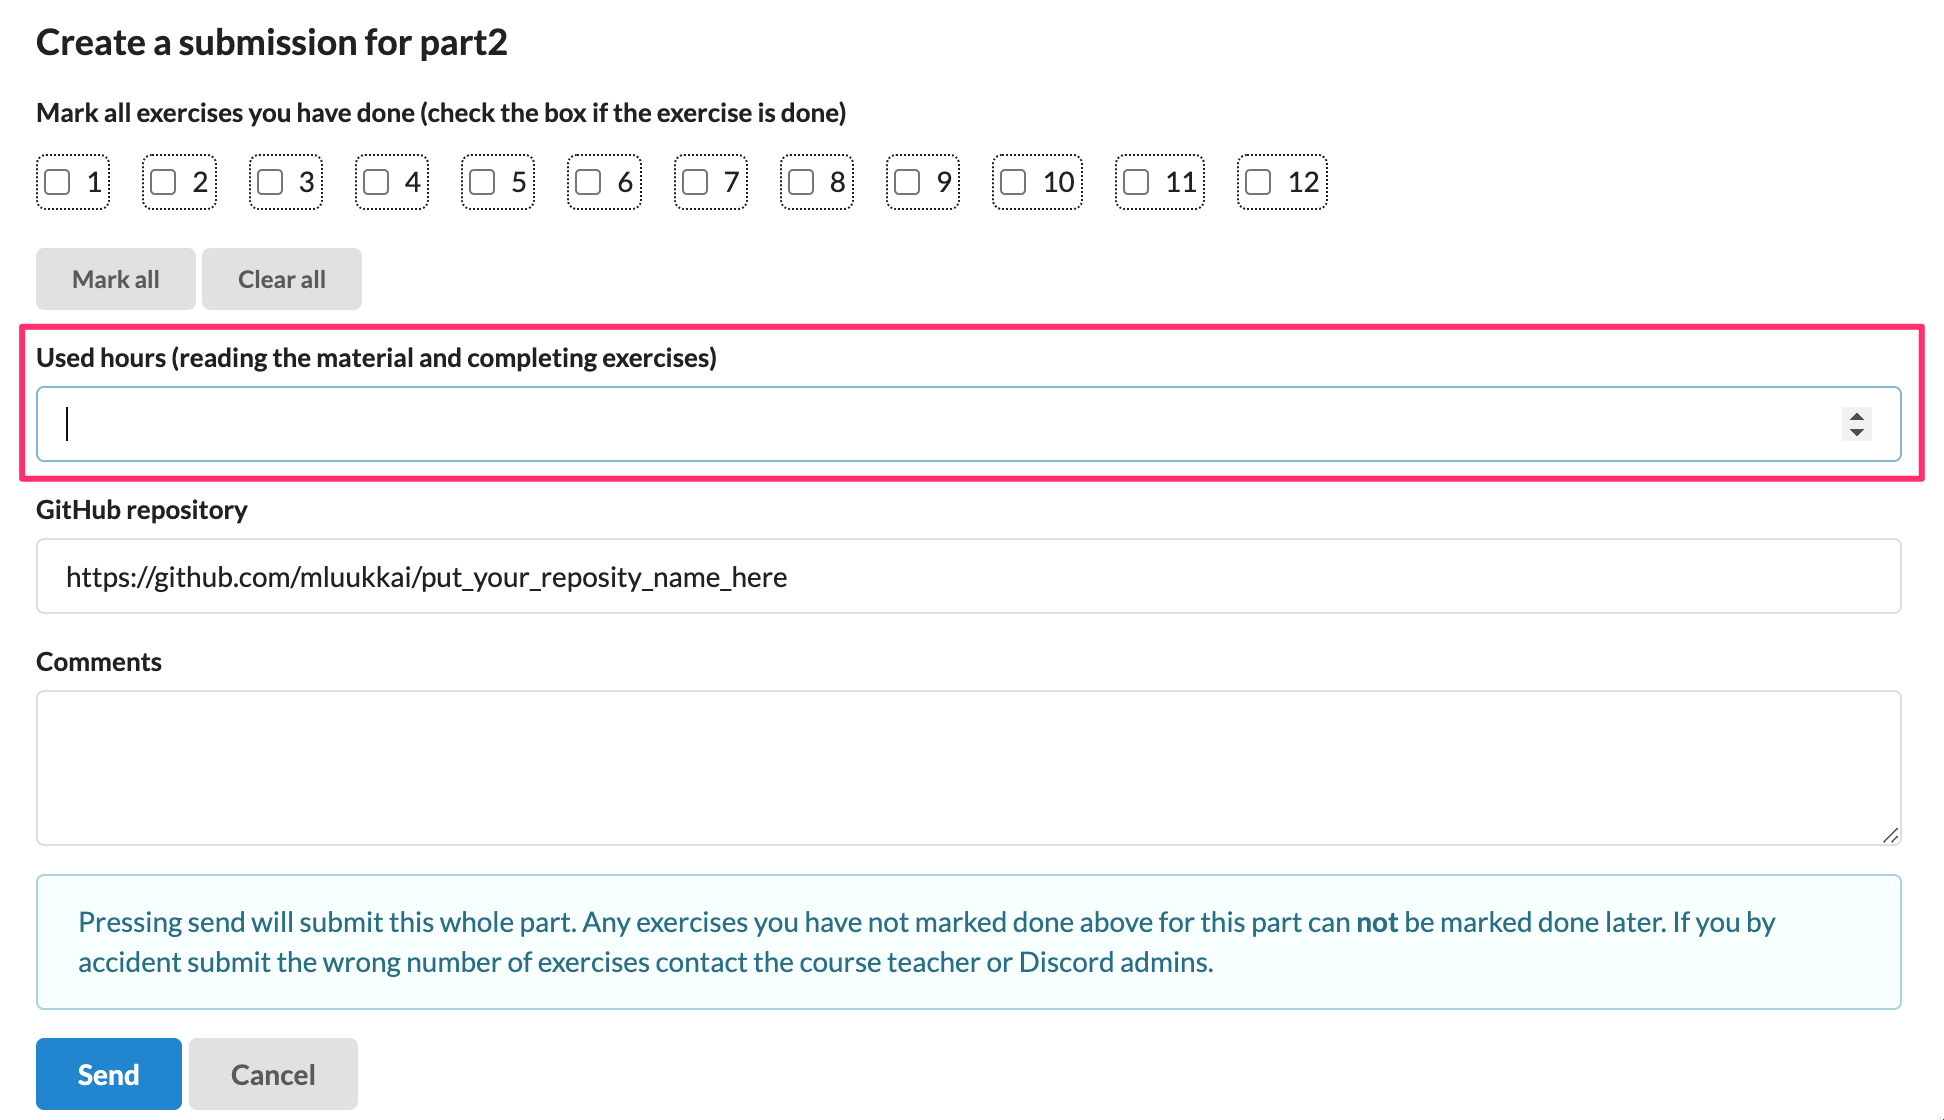 Create a submission for part2
Mark all exercises you have done (check the box if the exercise is done)
1 2 3 4 5 6 7 8 9 10 11 12
Mark all Clear all
Used hours (reading the material and completing exercises)
GitHub repository
https://github.com/mluukkai/put_your_reposity_name_here
Comments
Pressing send will submit this whole part. Any exercises you have not marked done above for this part can not be marked done later. If you by
accident submit the wrong number of exercises contact the course teacher or Discord admins.
Send Cancel